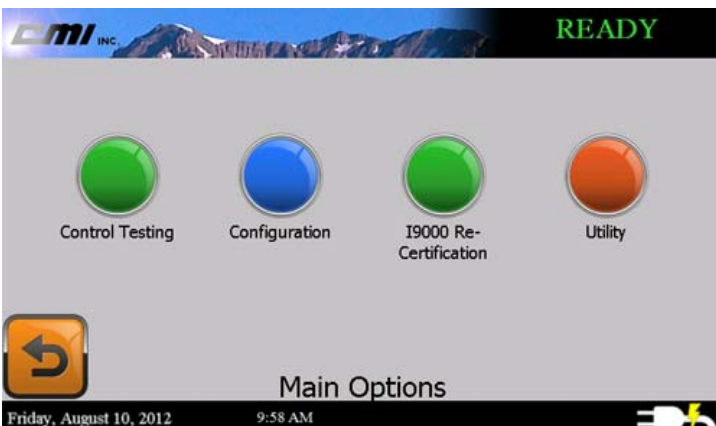 CMI INC.
READY
Control Testing
Configuration
I9000 Re-
Certification
Utility
Main Options
Friday, August 10, 2012 9:58 AM